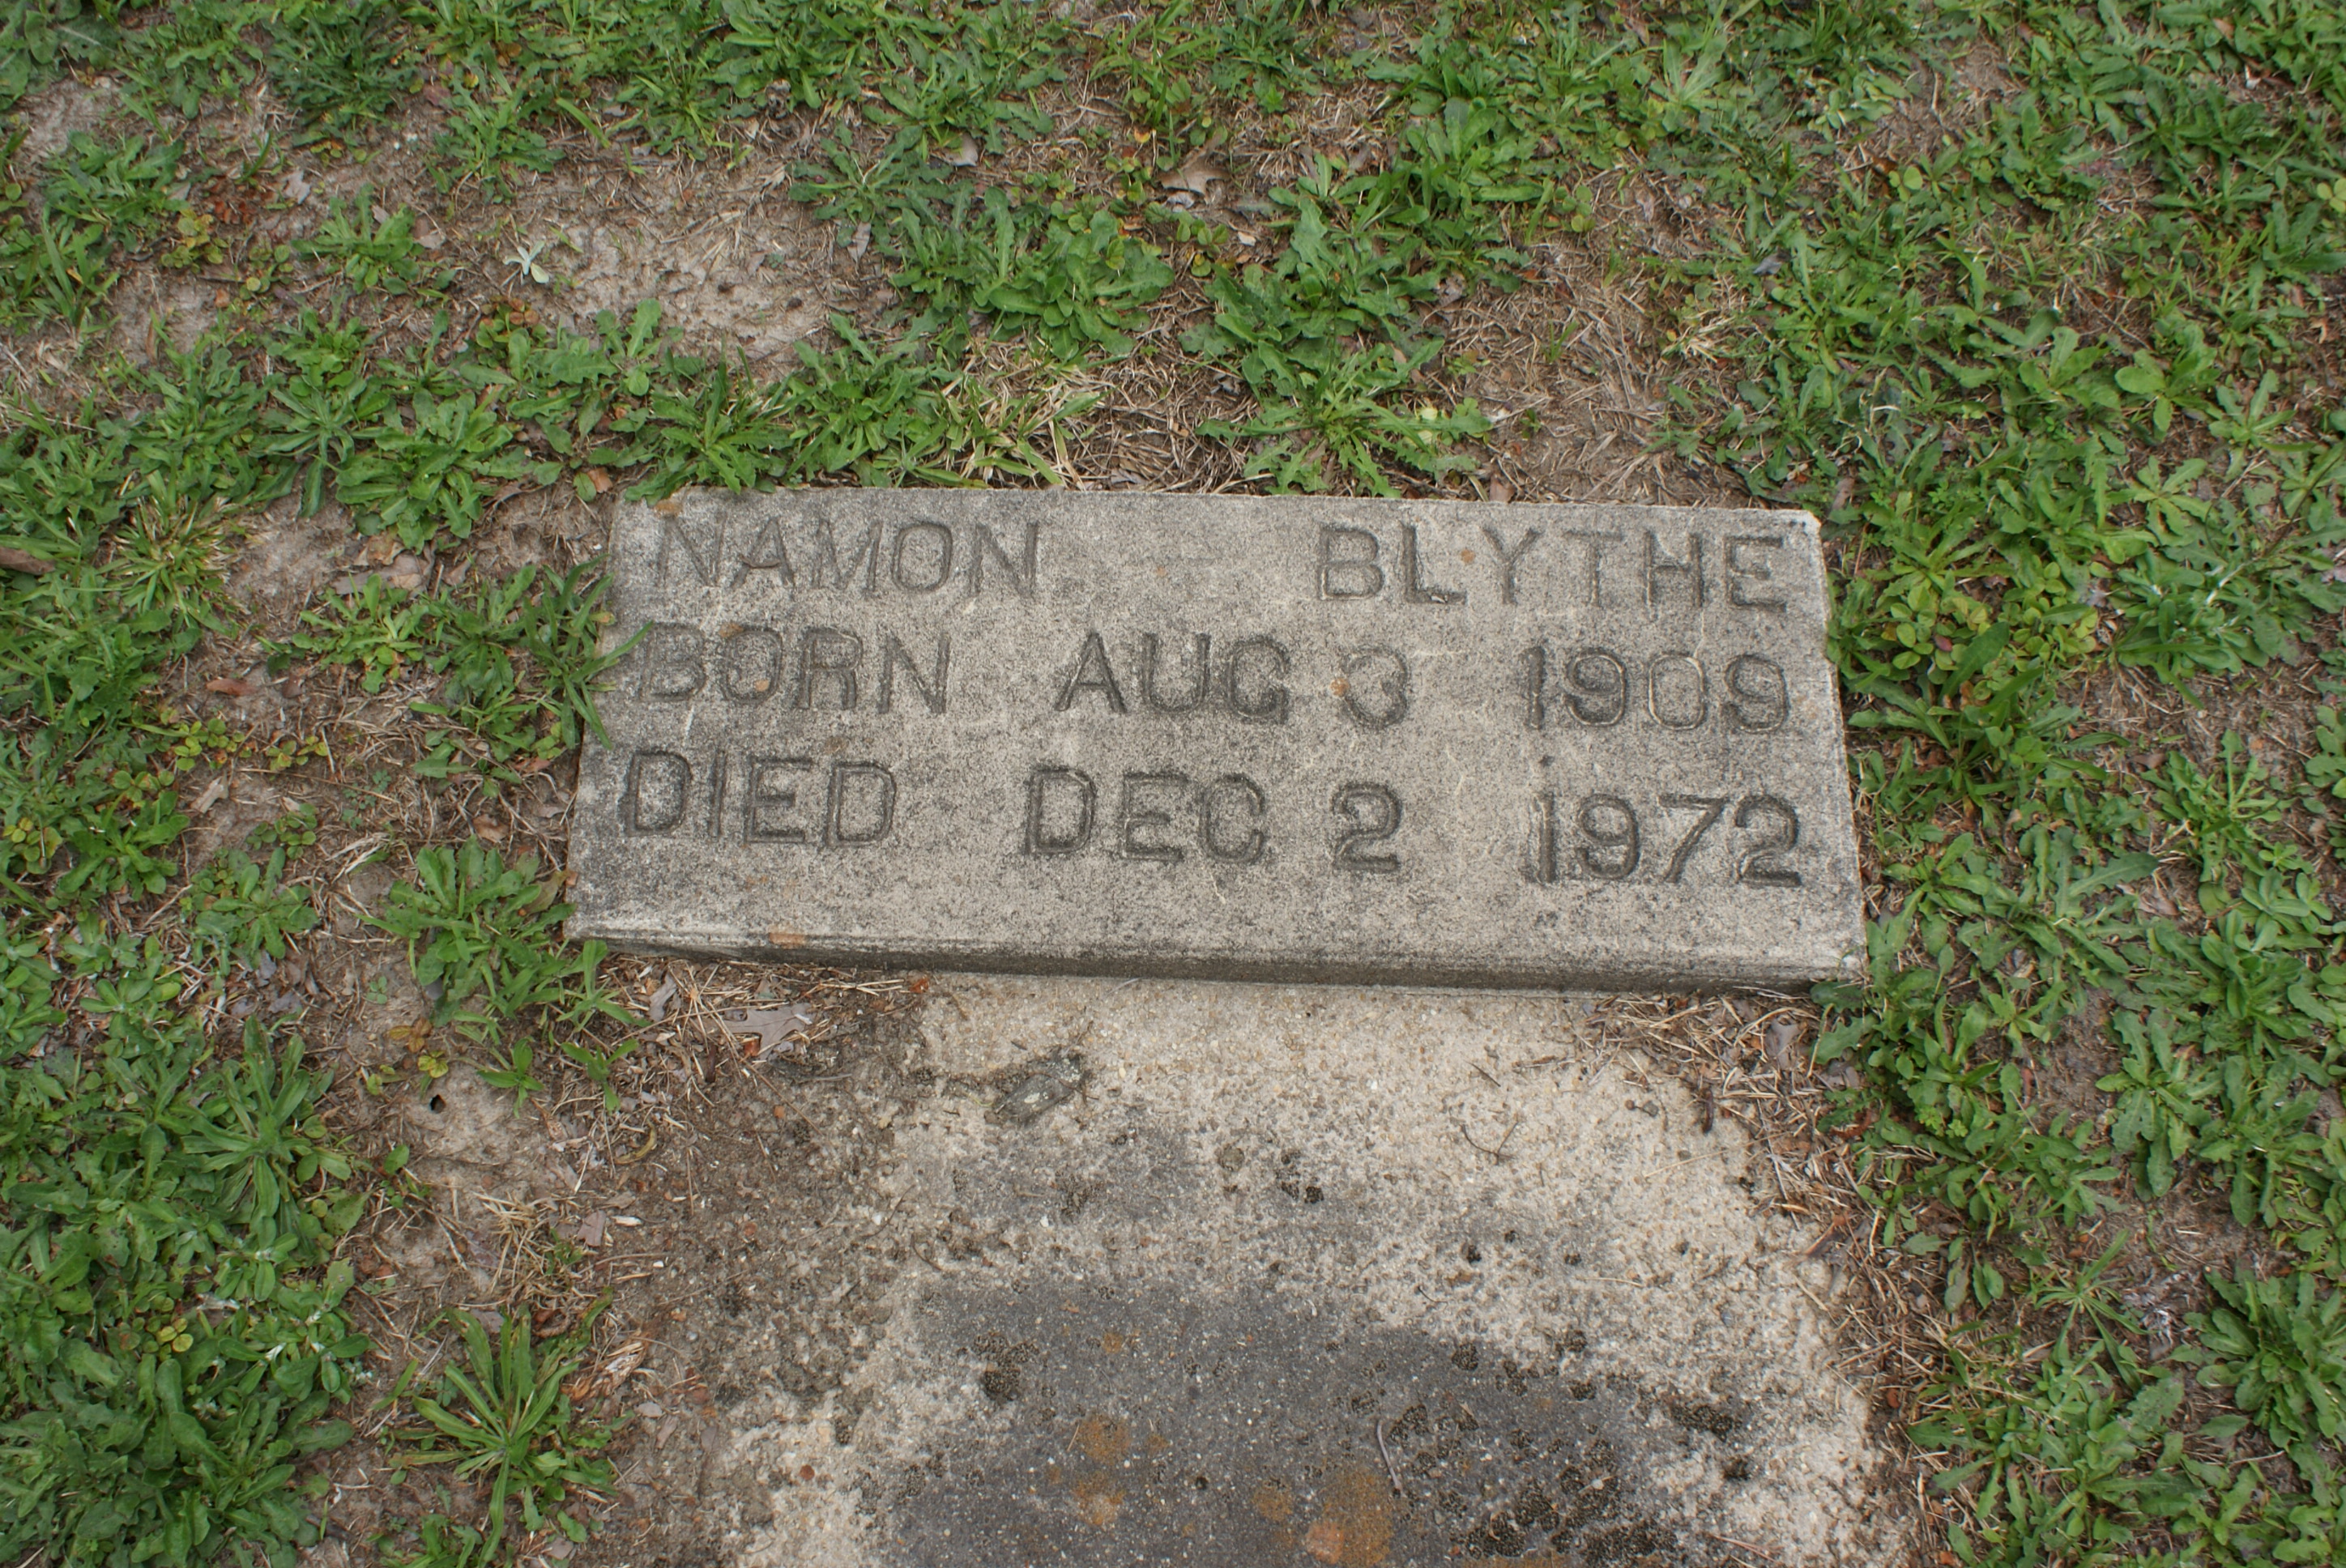 NAMON BLYTHE
BORN AUG 3 1909
DIED DEC 2 1972